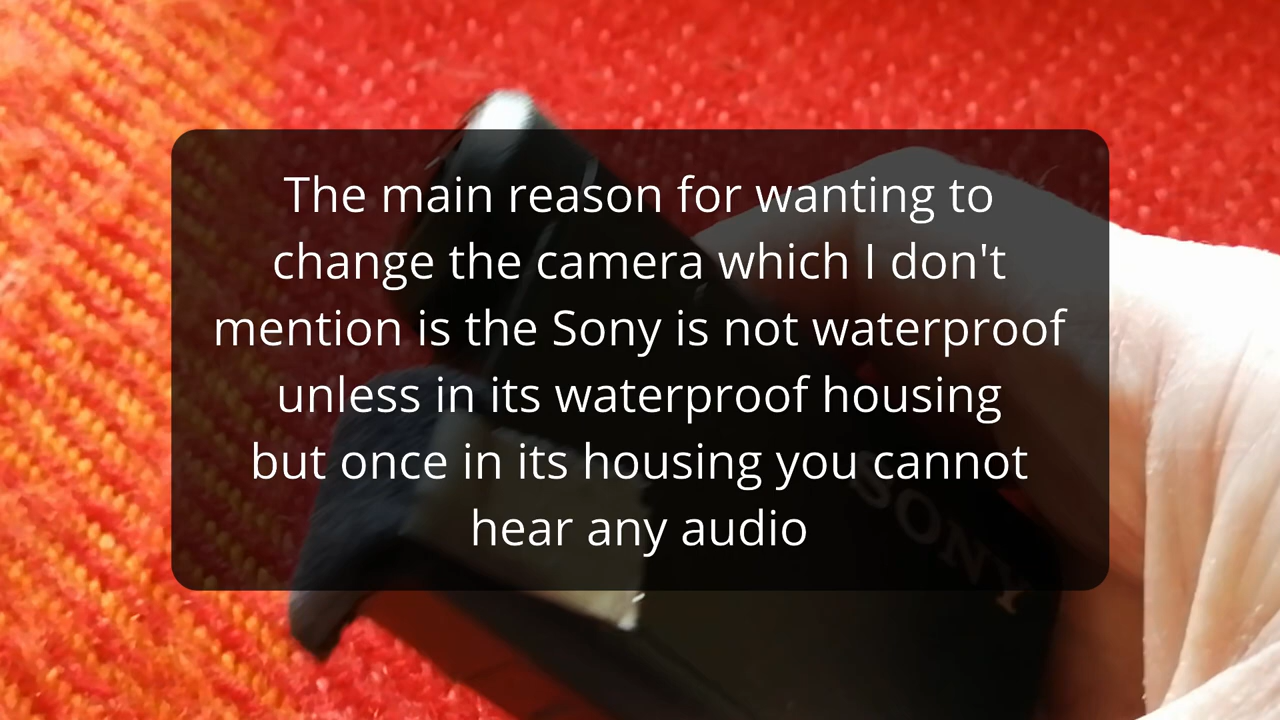 The main reason for wanting to
change the camera which I don't
mention is the Sony is not waterproof
unless in its waterproof housing
but once in its housing you cannot
hear any audio
SONY